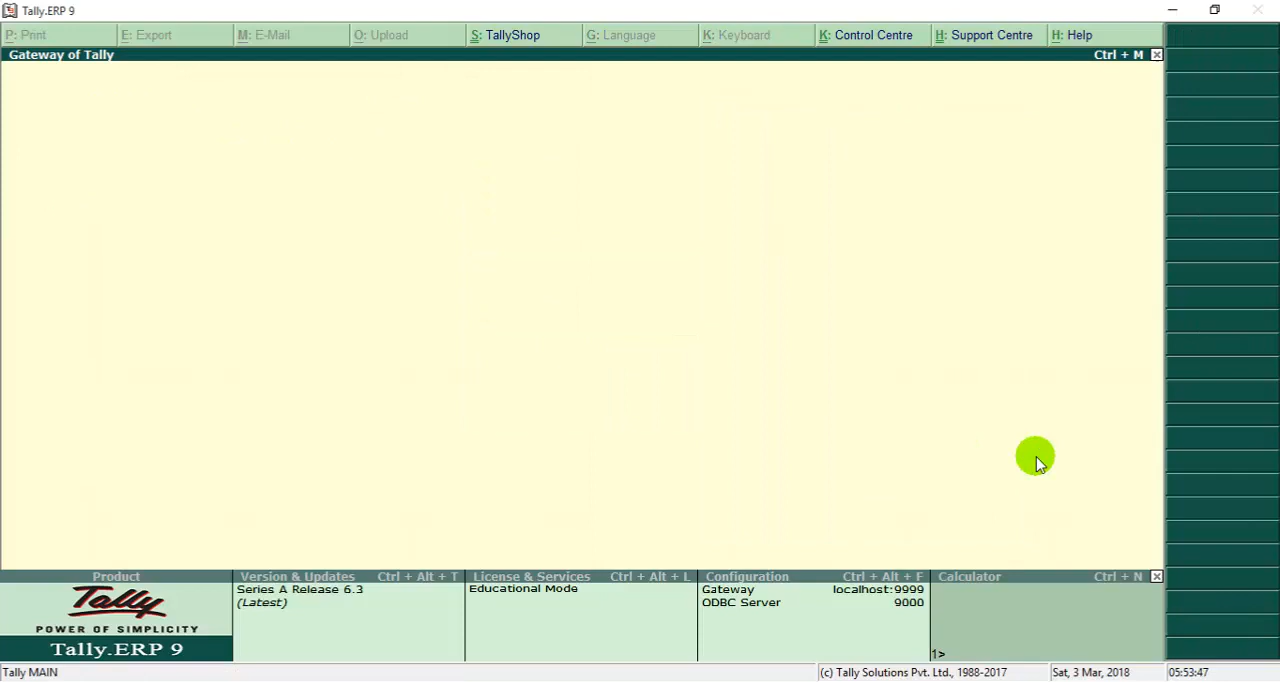 Tally.ERP 9
P: Print E: Export M: E-Mail O: Upload S: TallyShop G: Language K: Keyboard K: Control Centre H: Support Centre H: Help
Gateway of Tally Ctrl + M
Product Version & Updates Ctrl + Alt + T License & Services Ctrl + Alt + L Configuration Ctrl + Alt + F Calculator Ctrl + N
Series A Release 6.3 Educational Mode Gateway localhost:9999
(Latest) ODBC Server 9000
Tally
POWER OF SIMPLICITY
Tally.ERP 9
1>
Tally MAIN (c) Tally Solutions Pvt. Ltd., 1988-2017 Sat, 3 Mar, 2018 05:53:47